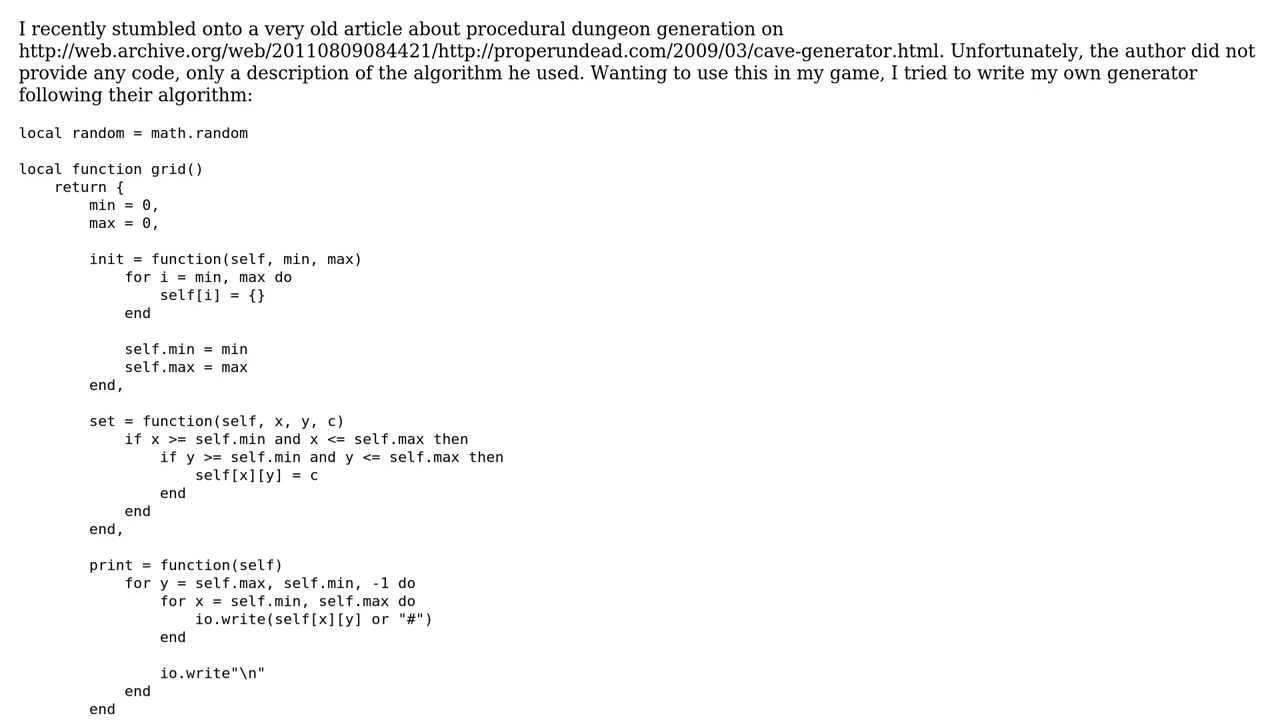 I recently stumbled onto a very old article about procedural dungeon generation on
http://web.archive.org/web/20110809084421/http://properundead.com/2009/03/cave-generator.html. Unfortunately, the author did not
provide any code, only a description of the algorithm he used. Wanting to use this in my game, I tried to write my own generator
following their algorithm:

local random = math.random

local function grid()
    return {
        min = 0,
        max = 0,

        init = function(self, min, max)
            for i = min, max do
                self[i] = {}
            end

            self.min = min
            self.max = max
        end,

        set = function(self, x, y, c)
            if x >= self.min and x <= self.max then
                if y >= self.min and y <= self.max then
                    self[x][y] = c
                end
            end
        end,

        print = function(self)
            for y = self.max, self.min, -1 do
                for x = self.min, self.max do
                    io.write(self[x][y] or "#")
                end

                io.write"\n"
            end
        end